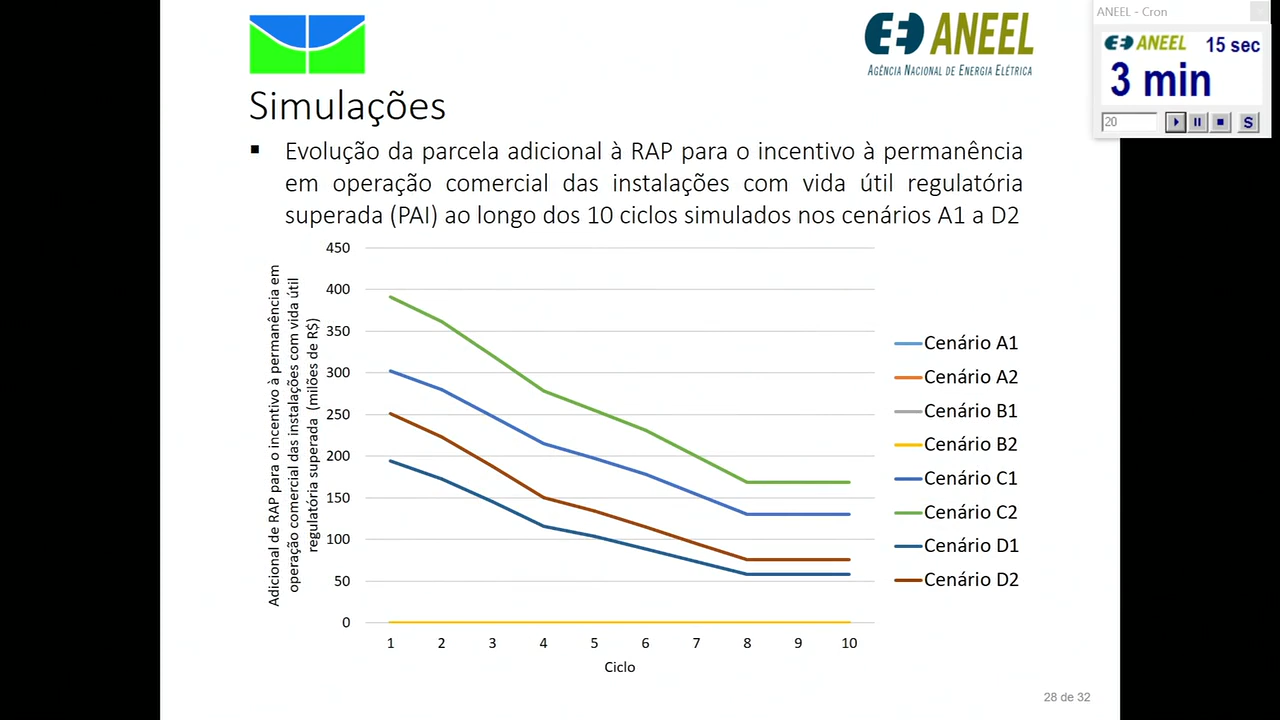 ANEEL
AGÊNCIA NACIONAL DE ENERGIA ELÉTRICA
ANEEL - Cron
ANEEL 15 sec
3 min
20
S
Simulações
▪ Evolução da parcela adicional à RAP para o incentivo à permanência
em operação comercial das instalações com vida útil regulatória
superada (PAI) ao longo dos 10 ciclos simulados nos cenários A1 a D2
Adicional de RAP para o incentivo à permanência em
operação comercial das instalações com vida útil
regulatória superada (milões de R$)
450
400
350
300
250
200
150
100
50
0
1 2 3 4 5 6 7 8 9 10
Ciclo
Cenário A1
Cenário A2
Cenário B1
Cenário B2
Cenário C1
Cenário C2
Cenário D1
Cenário D2
28 de 32